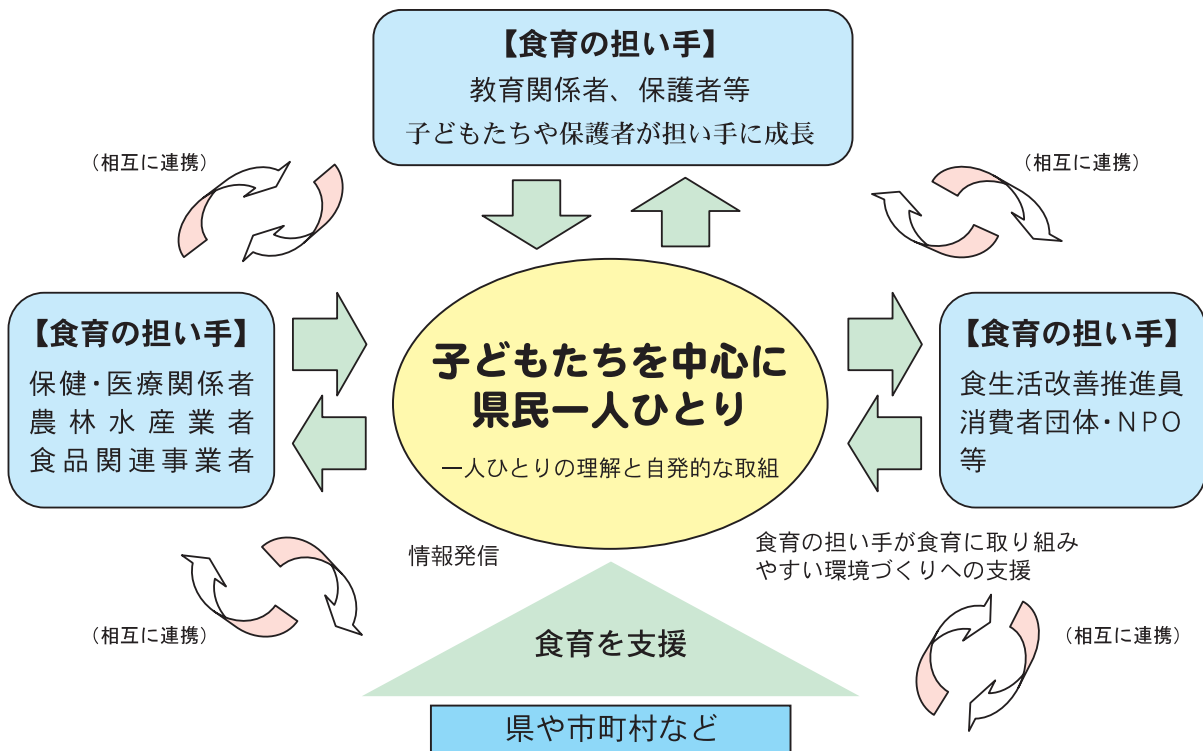 【食育の担い手】
教育関係者、保護者等
子どもたちや保護者が担い手に成長
（相互に連携）
（相互に連携）
【食育の担い手】
保健・医療関係者
農林水産業者
食品関連事業者
子どもたちを中心に
県民一人ひとり
一人ひとりの理解と自発的な取組
【食育の担い手】
食生活改善推進員
消費者団体・NPO
等
情報発信
食育の担い手が食育に取り組み
やすい環境づくりへの支援
（相互に連携）
食育を支援
（相互に連携）
県や市町村など